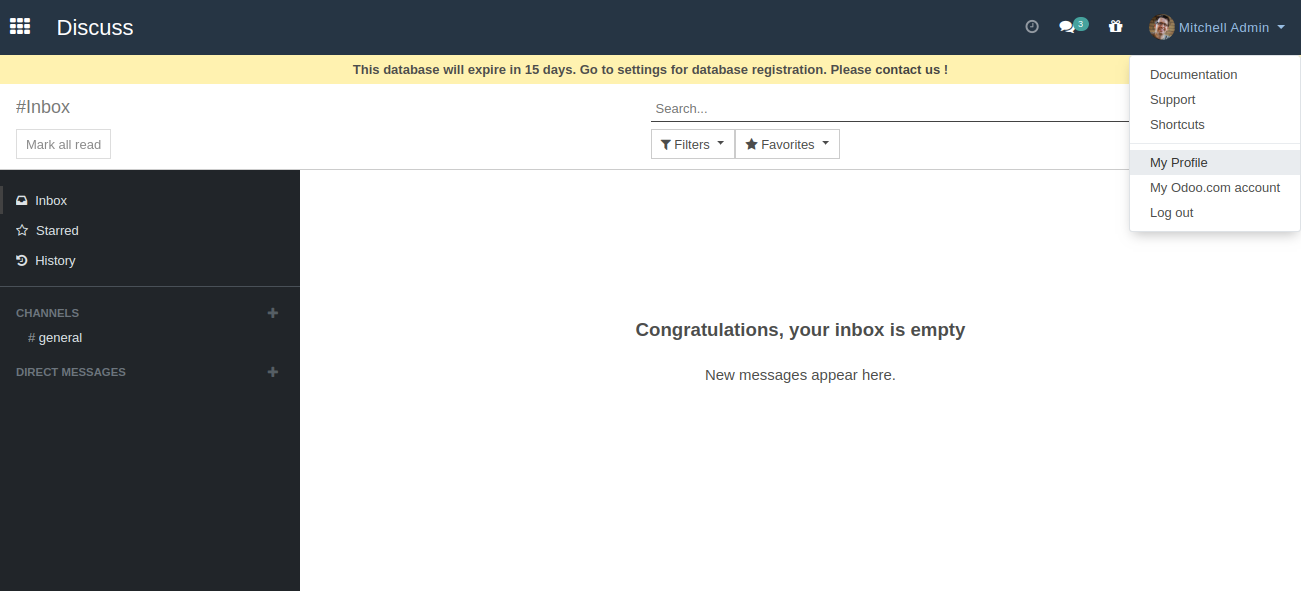 Discuss
3
Mitchell Admin
This database will expire in 15 days. Go to settings for database registration. Please contact us !
Documentation
Support
Shortcuts
My Profile
My Odoo.com account
Log out
#Inbox
Search...
Mark all read
Filters
Favorites
Inbox
Starred
History
CHANNELS
# general
DIRECT MESSAGES
Congratulations, your inbox is empty
New messages appear here.